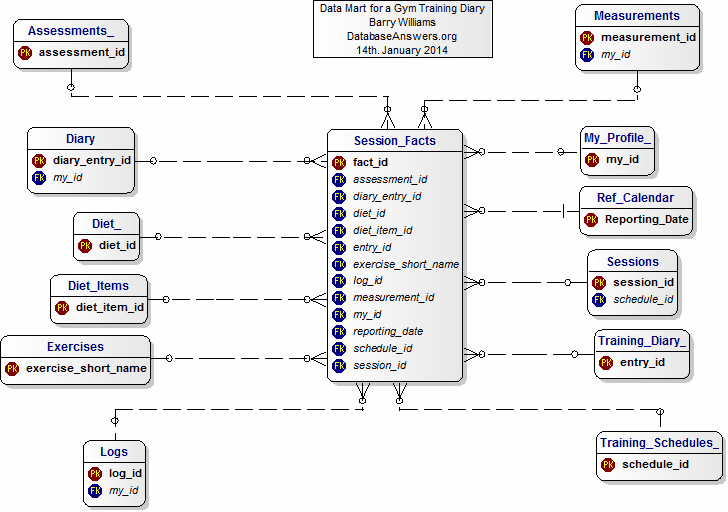 Data Mart for a Gym Training Diary
Barry Williams
DatabaseAnswers.org
14th. January 2014
Assessments_
PK assessment_id
Measurements
PK measurement_id
FK my_id
Diary
PK diary_entry_id
FK my_id
Diet_
PK diet_id
Diet_Items
PK diet_item_id
Exercises
PK exercise_short_name
Logs
PK log_id
FK my_id
Session_Facts
PK fact_id
FK assessment_id
FK diary_entry_id
FK diet_id
FK diet_item_id
FK entry_id
FK exercise_short_name
FK log_id
FK measurement_id
FK my_id
FK reporting_date
FK schedule_id
FK session_id
My_Profile_
PK my_id
Ref_Calendar
PK Reporting_Date
Sessions
PK session_id
FK schedule_id
Training_Diary_
PK entry_id
Training_Schedules_
PK schedule_id